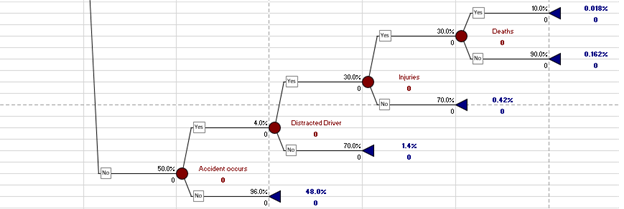 Yes 10.0% 0.018%
0 0
Yes 30.0% Deaths
0 0
No 90.0% 0.162%
0 0
Yes 30.0% Injuries
0 0
No 70.0% 0.42%
0 0
Yes 4.0% Distracted Driver
0 0
No 70.0% 1.4%
0 0
No 50.0% Accident occurs
0 0
No 96.0% 48.0%
0 0